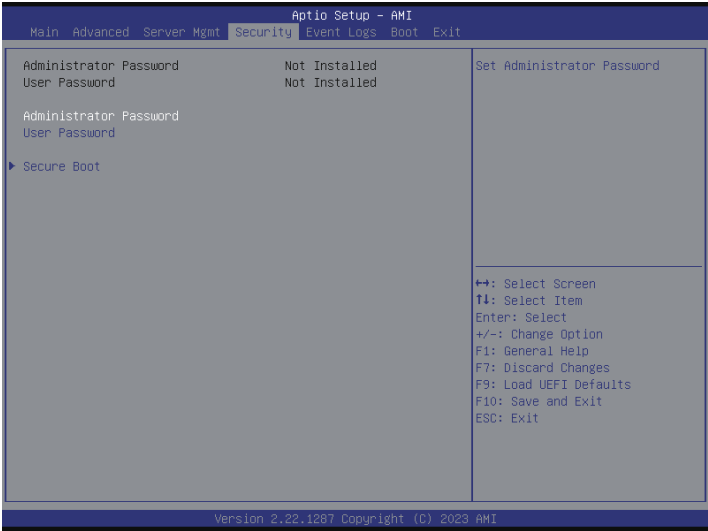 Aptio Setup - AMI
Main Advanced Server Mgmt Security Event Logs Boot Exit
Administrator Password Not Installed
User Password Not Installed
Administrator Password
User Password
Secure Boot
Set Administrator Password
↔: Select Screen
↑↓: Select Item
Enter: Select
+/-: Change Option
F1: General Help
F7: Discard Changes
F9: Load UEFI Defaults
F10: Save and Exit
ESC: Exit
Version 2.22.1287 Copyright (C) 2023 AMI